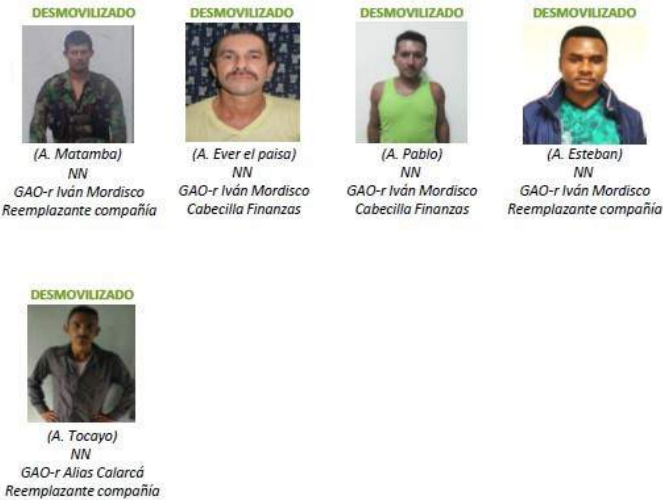 DESMOVILIZADO
(A. Matamba)
NN
GAO-r Iván Mordisco
Reemplazante compañía
DESMOVILIZADO
(A. Ever el paisa)
NN
GAO-r Iván Mordisco
Cabecilla Finanzas
DESMOVILIZADO
(A. Pablo)
NN
GAO-r Iván Mordisco
Cabecilla Finanzas
DESMOVILIZADO
(A. Esteban)
NN
GAO-r Iván Mordisco
Reemplazante compañía
DESMOVILIZADO
(A. Tocayo)
NN
GAO-r Alias Calarcá
Reemplazante compañía